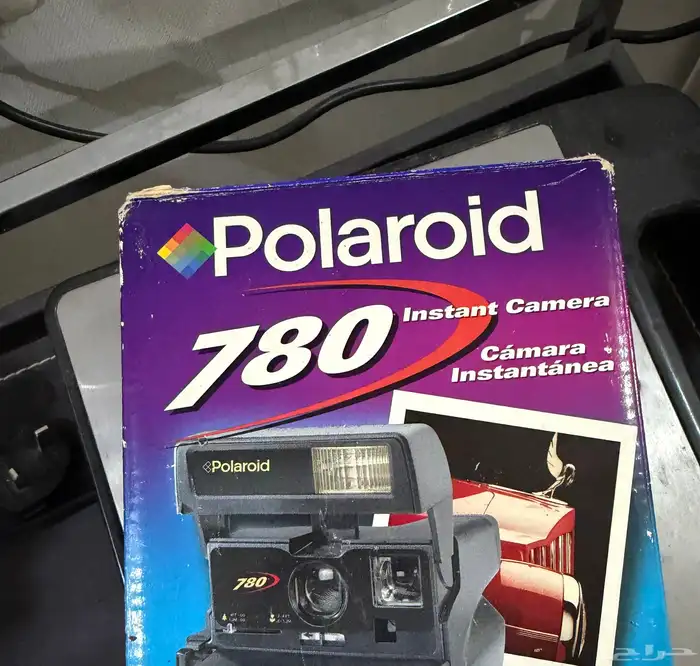 Polaroid
780
Instant Camera
Cámara
Instantánea
Polaroid
780
حراج